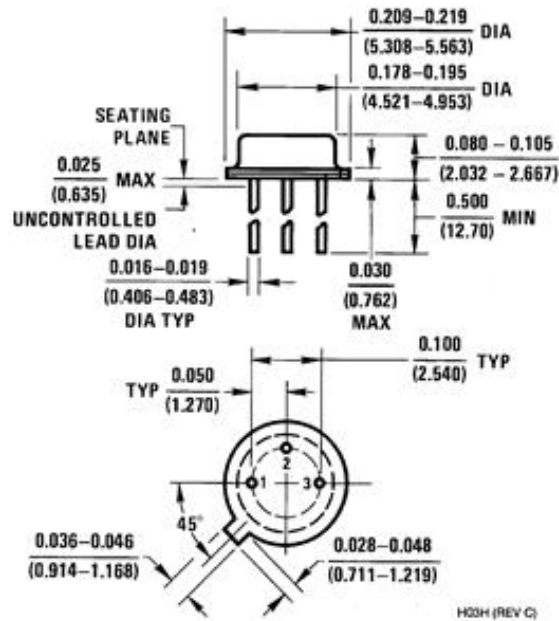 0.209–0.219 DIA
(5.308–5.563)
0.178–0.195 DIA
(4.521–4.953)
SEATING
PLANE
0.080 – 0.105
(2.032 – 2.667)
0.025 MAX
(0.635)
0.500 MIN
(12.70)
UNCONTROLLED
LEAD DIA
0.016–0.019
(0.406–0.483)
DIA TYP
0.030
(0.762)
MAX
0.100 TYP
(2.540)
TYP 0.050
(1.270)
2
1
3
45°
0.036–0.046
(0.914–1.168)
0.028–0.048
(0.711–1.219)
H03H (REV C)